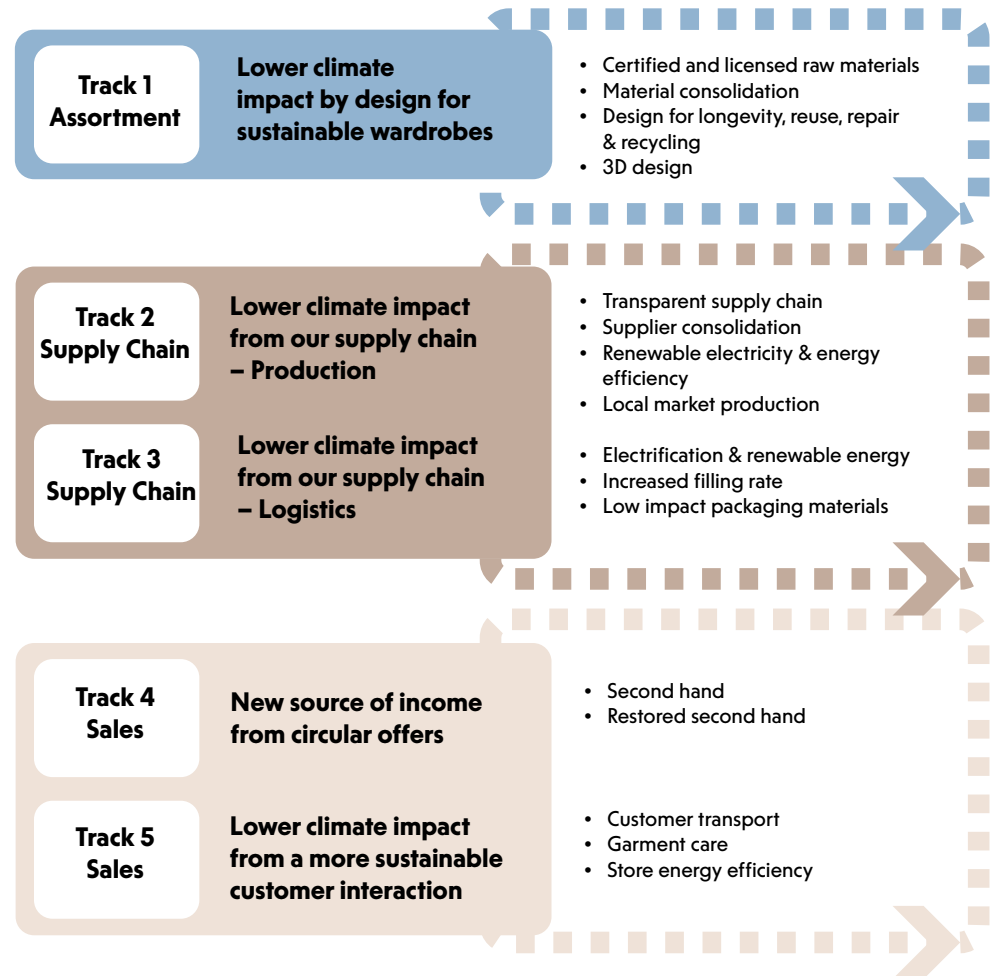 Track 1
Assortment
Lower climate
impact by design for
sustainable wardrobes
• Certified and licensed raw materials
• Material consolidation
• Design for longevity, reuse, repair
& recycling
• 3D design
Track 2
Supply Chain
Lower climate impact
from our supply chain
– Production
• Transparent supply chain
• Supplier consolidation
• Renewable electricity & energy
efficiency
• Local market production
Track 3
Supply Chain
Lower climate impact
from our supply chain
– Logistics
• Electrification & renewable energy
• Increased filling rate
• Low impact packaging materials
Track 4
Sales
New source of income
from circular offers
• Second hand
• Restored second hand
Track 5
Sales
Lower climate impact
from a more sustainable
customer interaction
• Customer transport
• Garment care
• Store energy efficiency